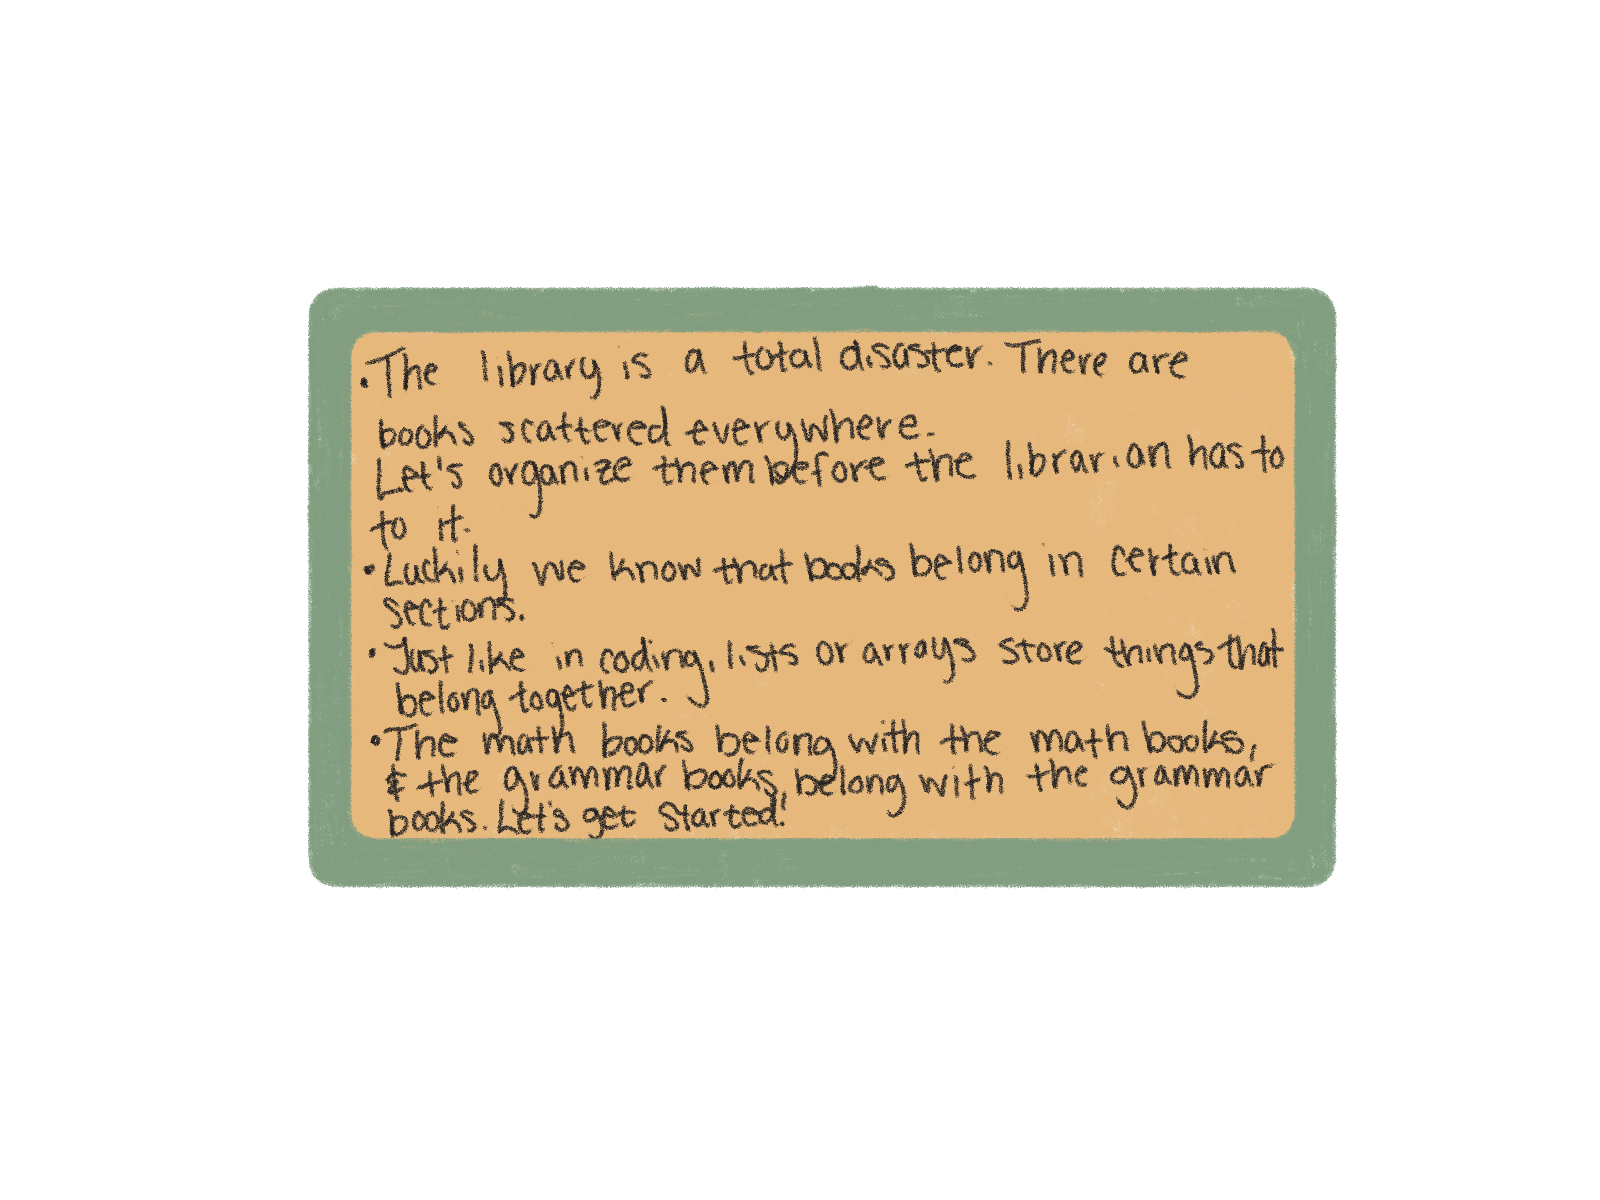 • The library is a total disaster. There are
books scattered everywhere.
Let's organize them before the librarian has to
to it.
• Luckily we know that books belong in certain
sections.
• Just like in coding, lists or arrays store things that
belong together.
• The math books belong with the math books,
& the grammar books belong with the grammar
books. Let's get started!